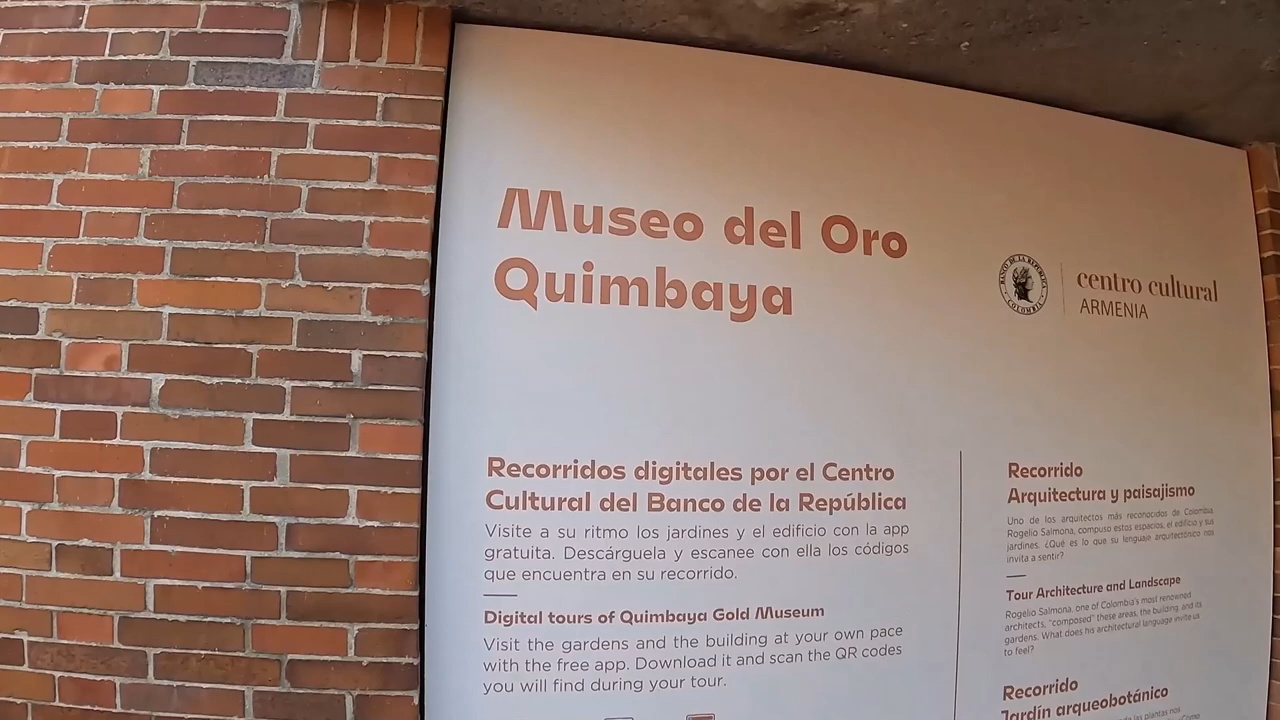 Museo del Oro
Quimbaya
BANCO DE LA REPÚBLICA
COLOMBIA
centro cultural
ARMENIA
Recorridos digitales por el Centro
Cultural del Banco de la República
Visite a su ritmo los jardines y el edificio con la app
gratuita. Descárguela y escanee con ella los códigos
que encuentra en su recorrido.
Digital tours of Quimbaya Gold Museum
Visit the gardens and the building at your own pace
with the free app. Download it and scan the QR codes
you will find during your tour.
Recorrido
Arquitectura y paisajismo
Uno de los arquitectos más reconocidos de Colombia,
Rogelio Salmona, compuso estos espacios, el edificio y sus
jardines. ¿Qué es lo que su lenguaje arquitectónico nos
invita a sentir?
Tour Architecture and Landscape
Rogelio Salmona, one of Colombia's most renowned
architects, "composed" these areas, the building, and its
gardens. What does his architectural language invite us
to feel?
Recorrido
Jardín arqueobotánico
plantas nos